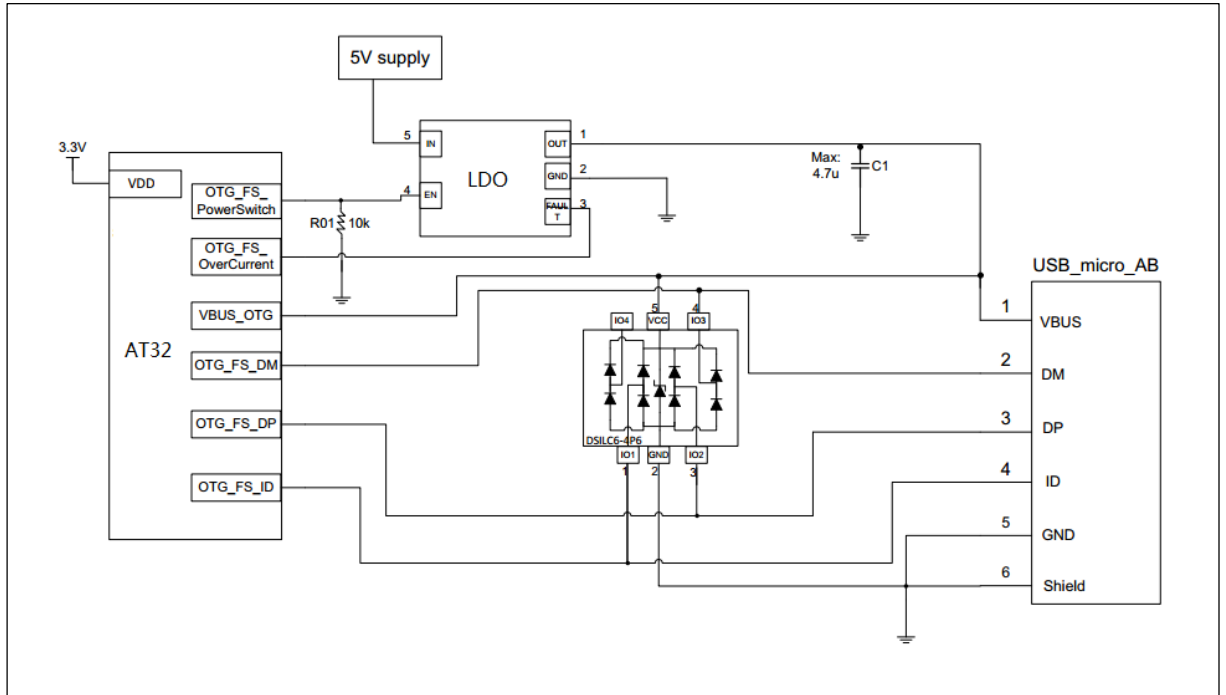 5V supply
3.3V
VDD
AT32
OTG_FS_
PowerSwitch
OTG_FS_
OverCurrent
VBUS_OTG
OTG_FS_DM
OTG_FS_DP
OTG_FS_ID
R01
10k
5
IN
4
EN
LDO
OUT
1
GND
2
FAUL
T
3
Max:
4.7u
C1
5
4
IO4
VCC
IO3
DSILC6-4P6
IO1
GND
IO2
1
2
3
USB_micro_AB
1
VBUS
2
DM
3
DP
4
ID
5
GND
6
Shield